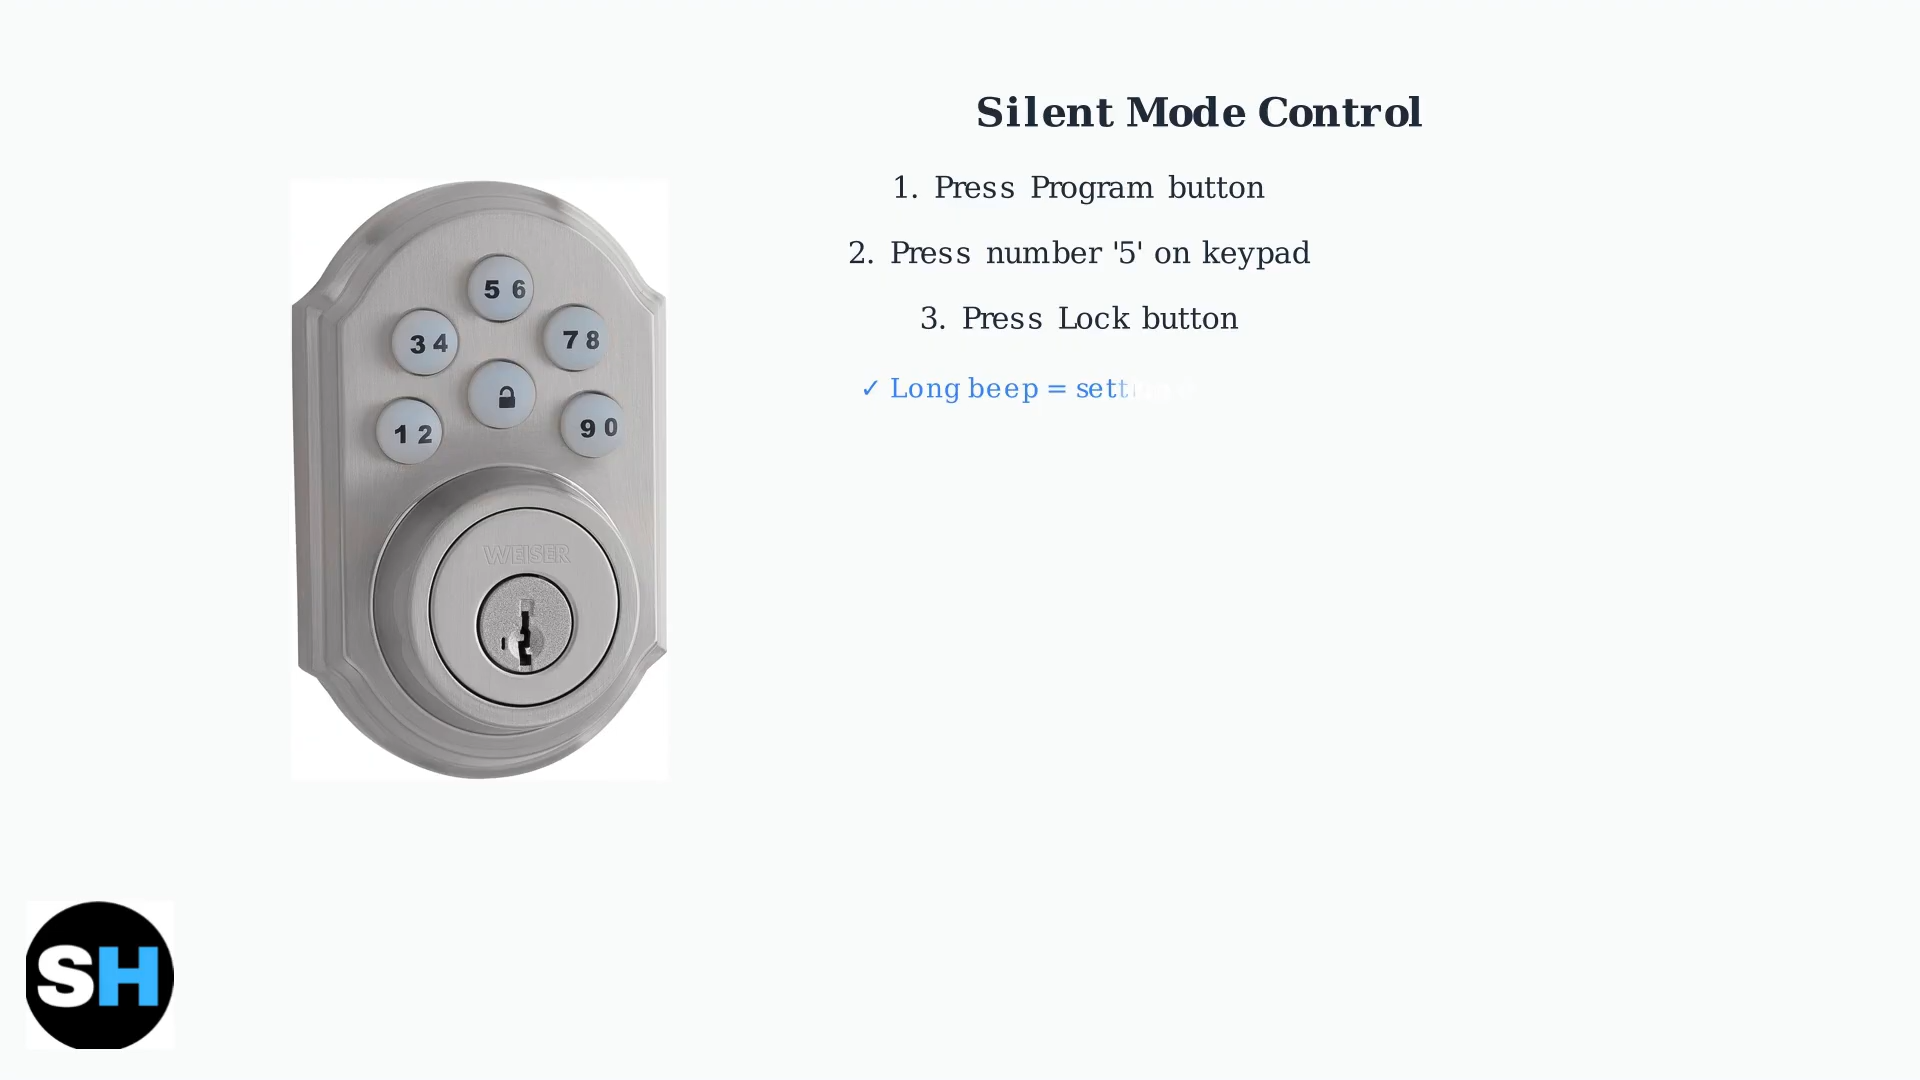 Silent Mode Control
1. Press Program button
2. Press number '5' on keypad
3. Press Lock button
✓ Long beep =
5 6
3 4
7 8
1 2
9 0
WEISER
SH